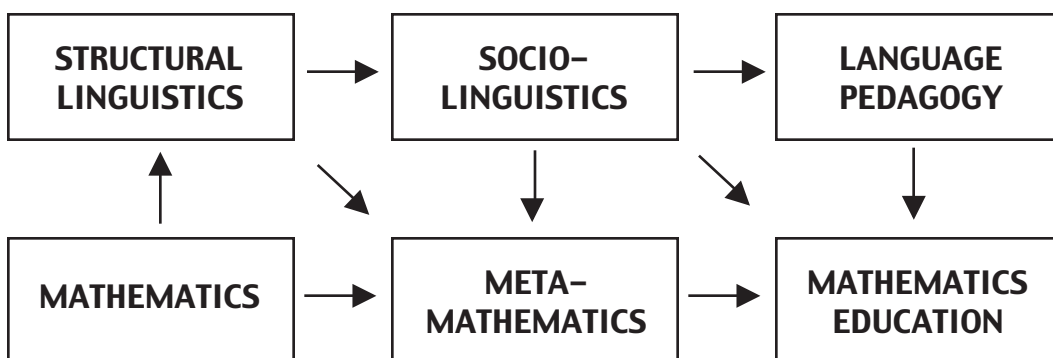 STRUCTURAL
LINGUISTICS
SOCIO–
LINGUISTICS
LANGUAGE
PEDAGOGY
MATHEMATICS
META–
MATHEMATICS
MATHEMATICS
EDUCATION